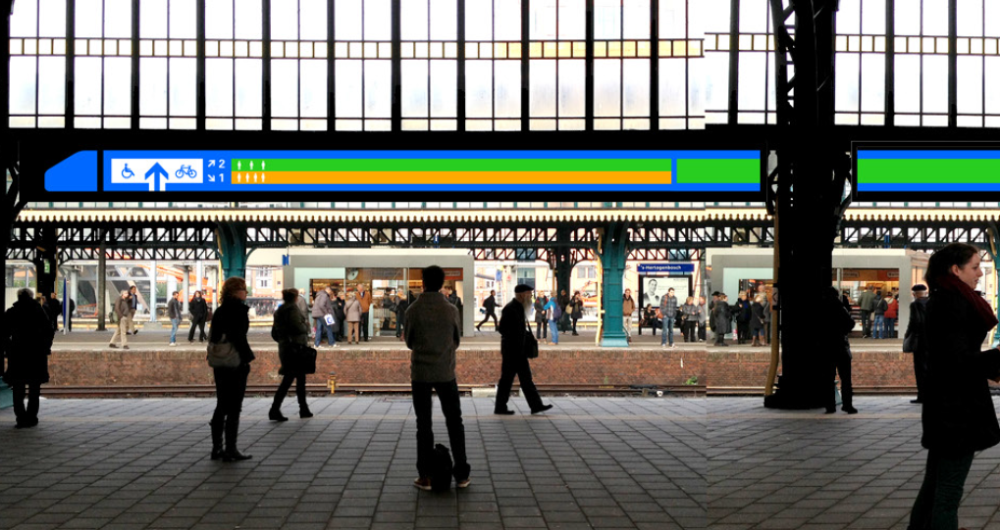 ↗ 2
↘ 1
's-Hertogenbosch